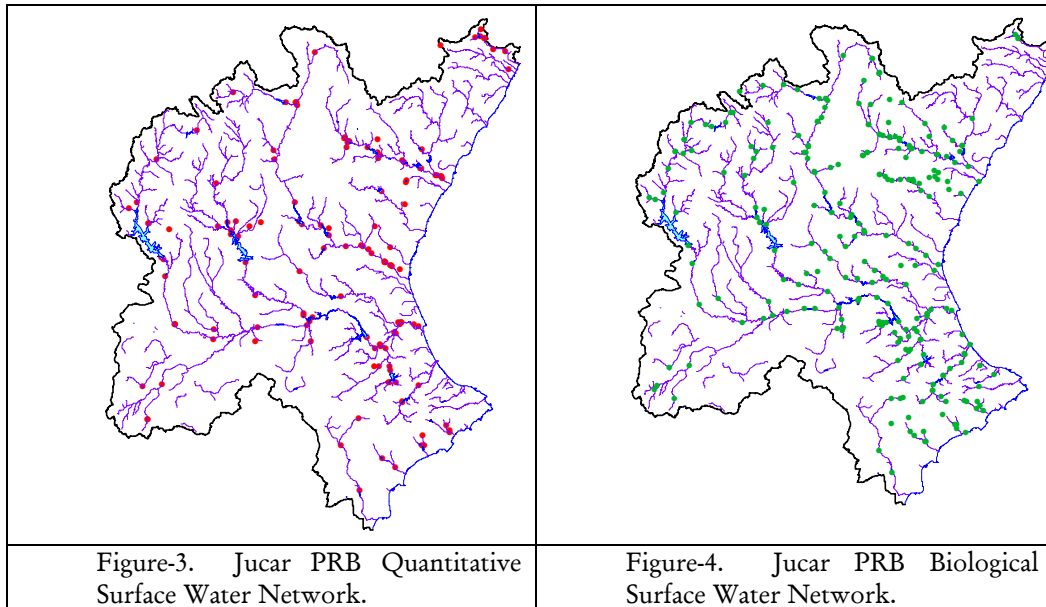 Figure-3. Jucar PRB Quantitative
Surface Water Network.
Figure-4. Jucar PRB Biological
Surface Water Network.